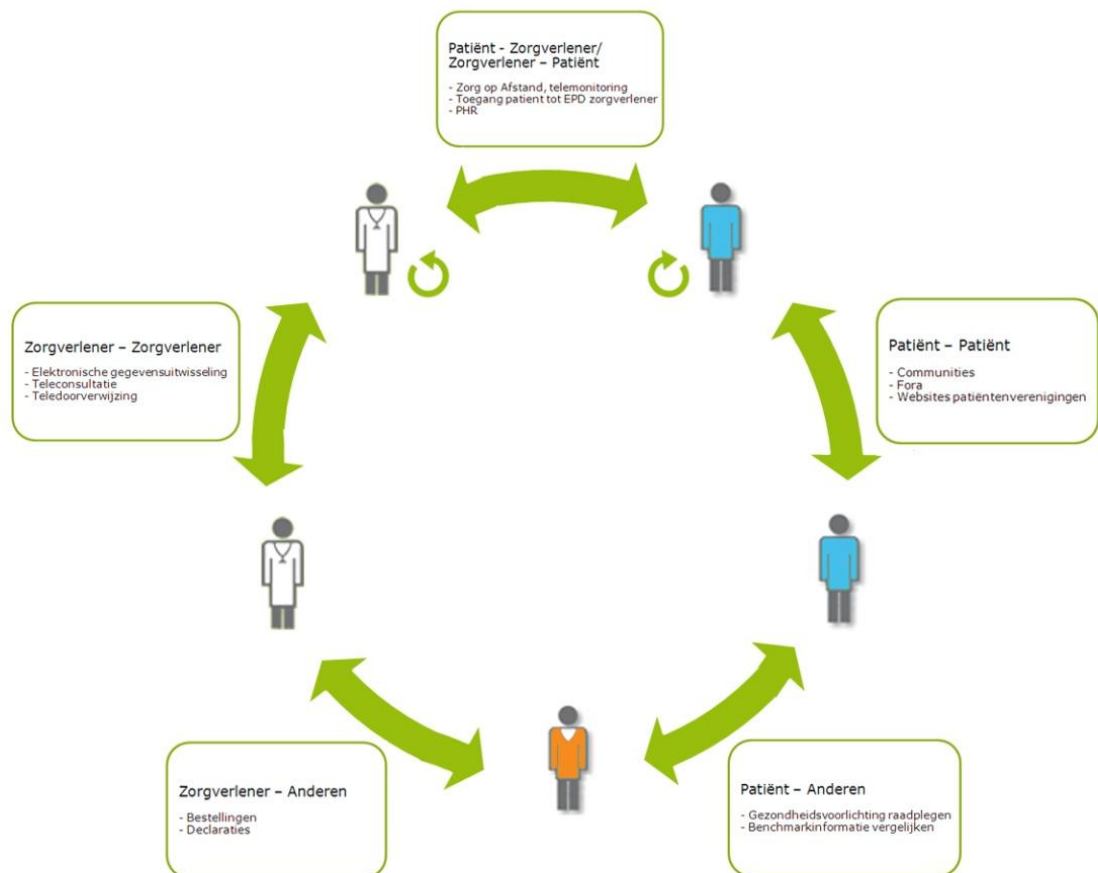 Patiënt - Zorgverlener/
Zorgverlener – Patiënt
- Zorg op Afstand, telemonitoring
- Toegang patient tot EPD zorgverlener
- PHR
Zorgverlener – Zorgverlener
- Elektronische gegevensuitwisseling
- Teleconsultatie
- Teledoorverwijzing
Patiënt – Patiënt
- Communities
- Fora
- Websites patiëntenverenigingen
Zorgverlener – Anderen
- Bestellingen
- Declaraties
Patiënt – Anderen
- Gezondheidsvoorlichting raadplegen
- Benchmarkinformatie vergelijken